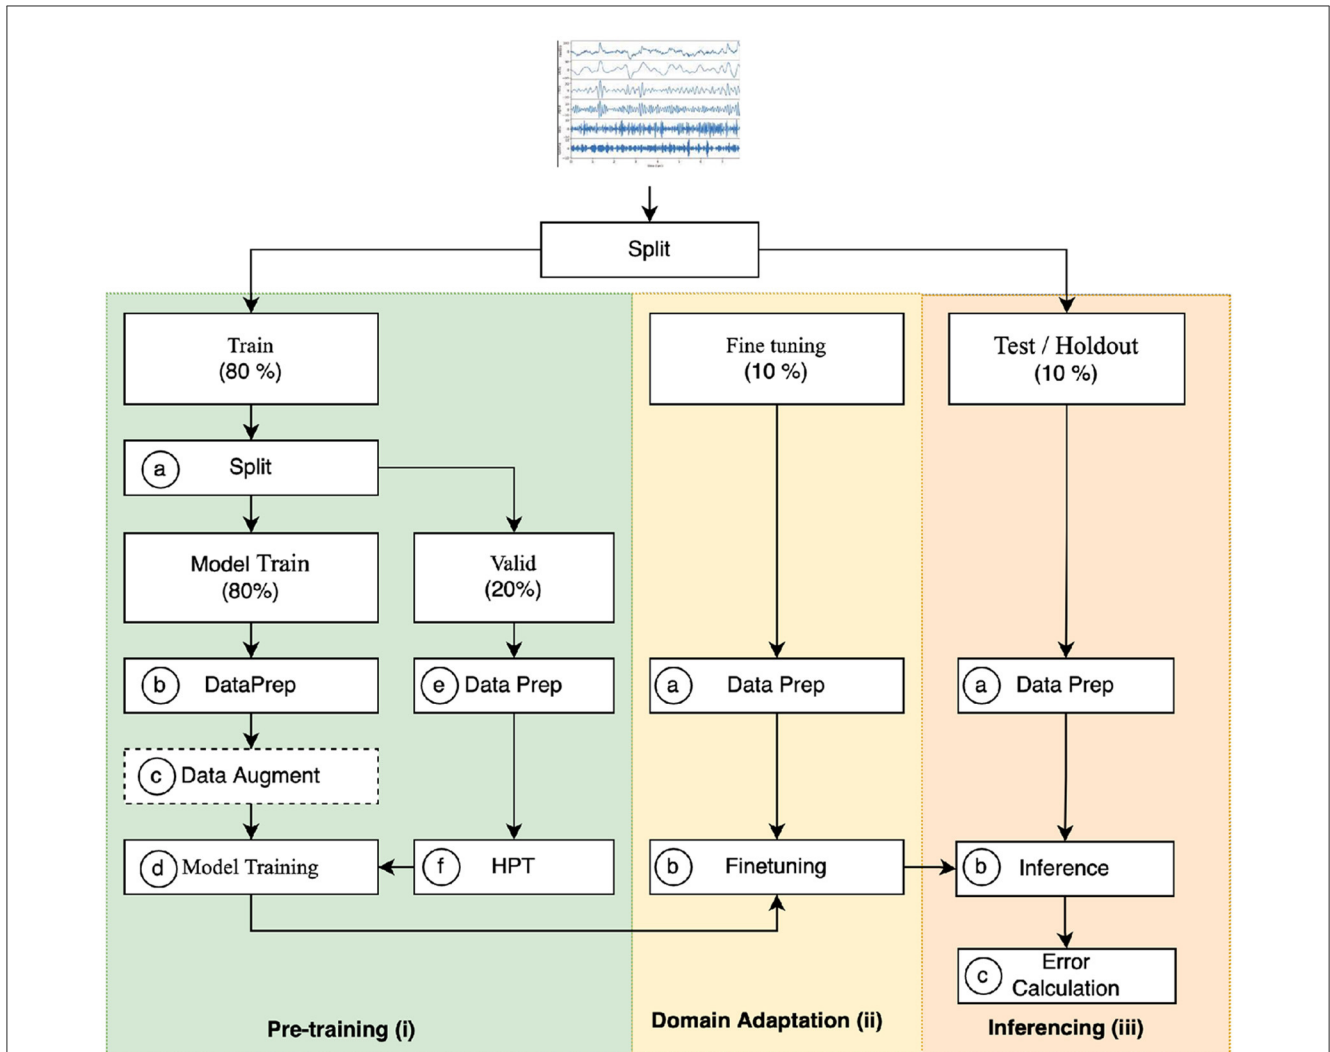 Split
Train
(80 %)
Fine tuning
(10 %)
Test / Holdout
(10 %)
a Split
Model Train
(80%)
Valid
(20%)
b DataPrep
e Data Prep
a Data Prep
a Data Prep
c Data Augment
d Model Training
f HPT
b Finetuning
b Inference
c Error
Calculation
Pre-training (i)
Domain Adaptation (ii)
Inferencing (iii)